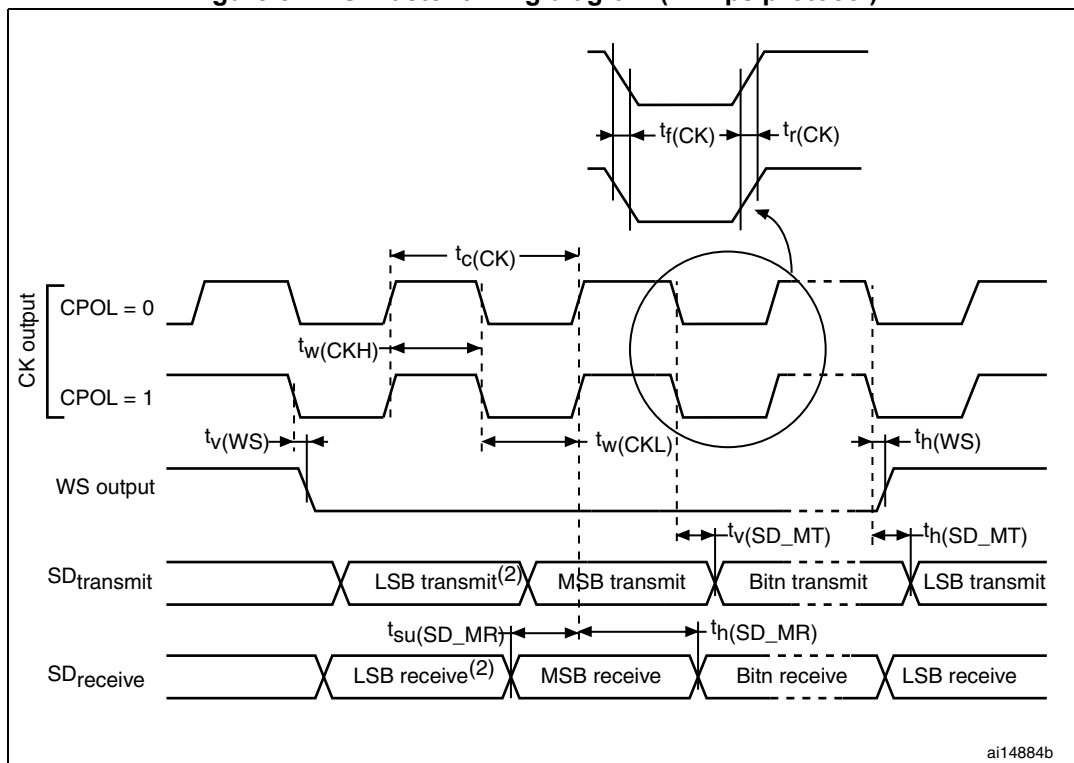 tf(CK)
tr(CK)
tc(CK)
CK output
CPOL = 0
tw(CKH)
CPOL = 1
tv(WS)
tw(CKL)
th(WS)
WS output
tv(SD_MT)
th(SD_MT)
SDtransmit
LSB transmit(2)
MSB transmit
Bitn transmit
LSB transmit
tsu(SD_MR)
th(SD_MR)
SDreceive
LSB receive(2)
MSB receive
Bitn receive
LSB receive
ai14884b